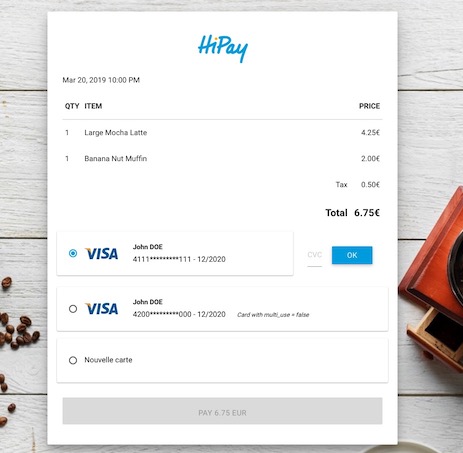 HiPay
Mar 20, 2019 10:00 PM
QTY ITEM PRICE
1 Large Mocha Latte 4.25€
1 Banana Nut Muffin 2.00€
Tax 0.50€
Total 6.75€
VISA John DOE
4111*********111 - 12/2020 CVC OK
VISA John DOE
4200*********000 - 12/2020 Card with multi_use = false
Nouvelle carte
PAY 6.75 EUR